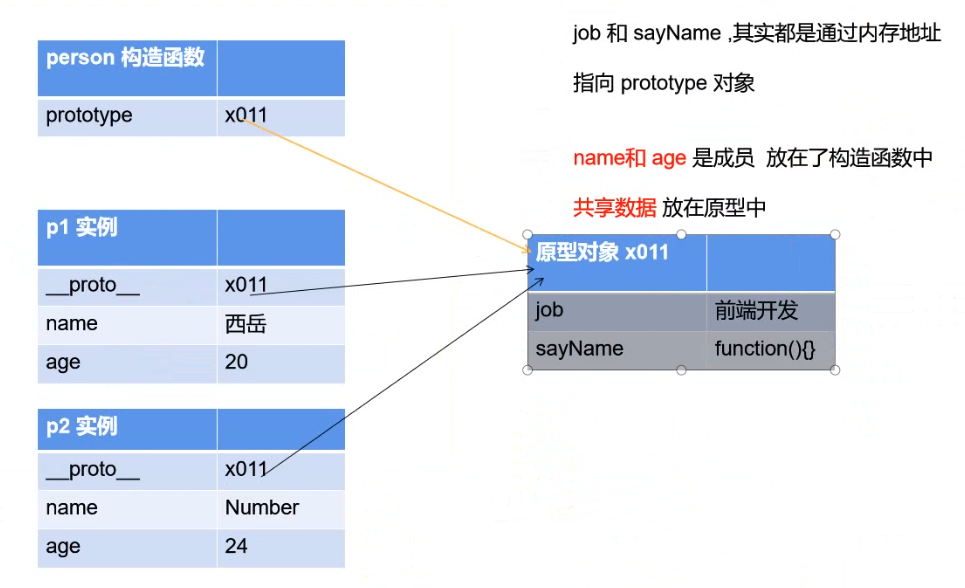 job 和 sayName ,其实都是通过内存地址
指向 prototype 对象
name和 age 是成员 放在了构造函数中
共享数据 放在原型中
person 构造函数
prototype x011
p1 实例
__proto__ x011
name 西岳
age 20
p2 实例
__proto__ x011
name Number
age 24
原型对象 x011
job 前端开发
sayName function(){}